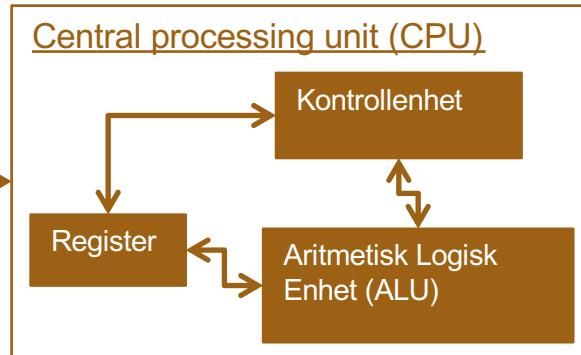 Central processing unit (CPU)
Kontrollenhet
Register
Aritmetisk Logisk
Enhet (ALU)